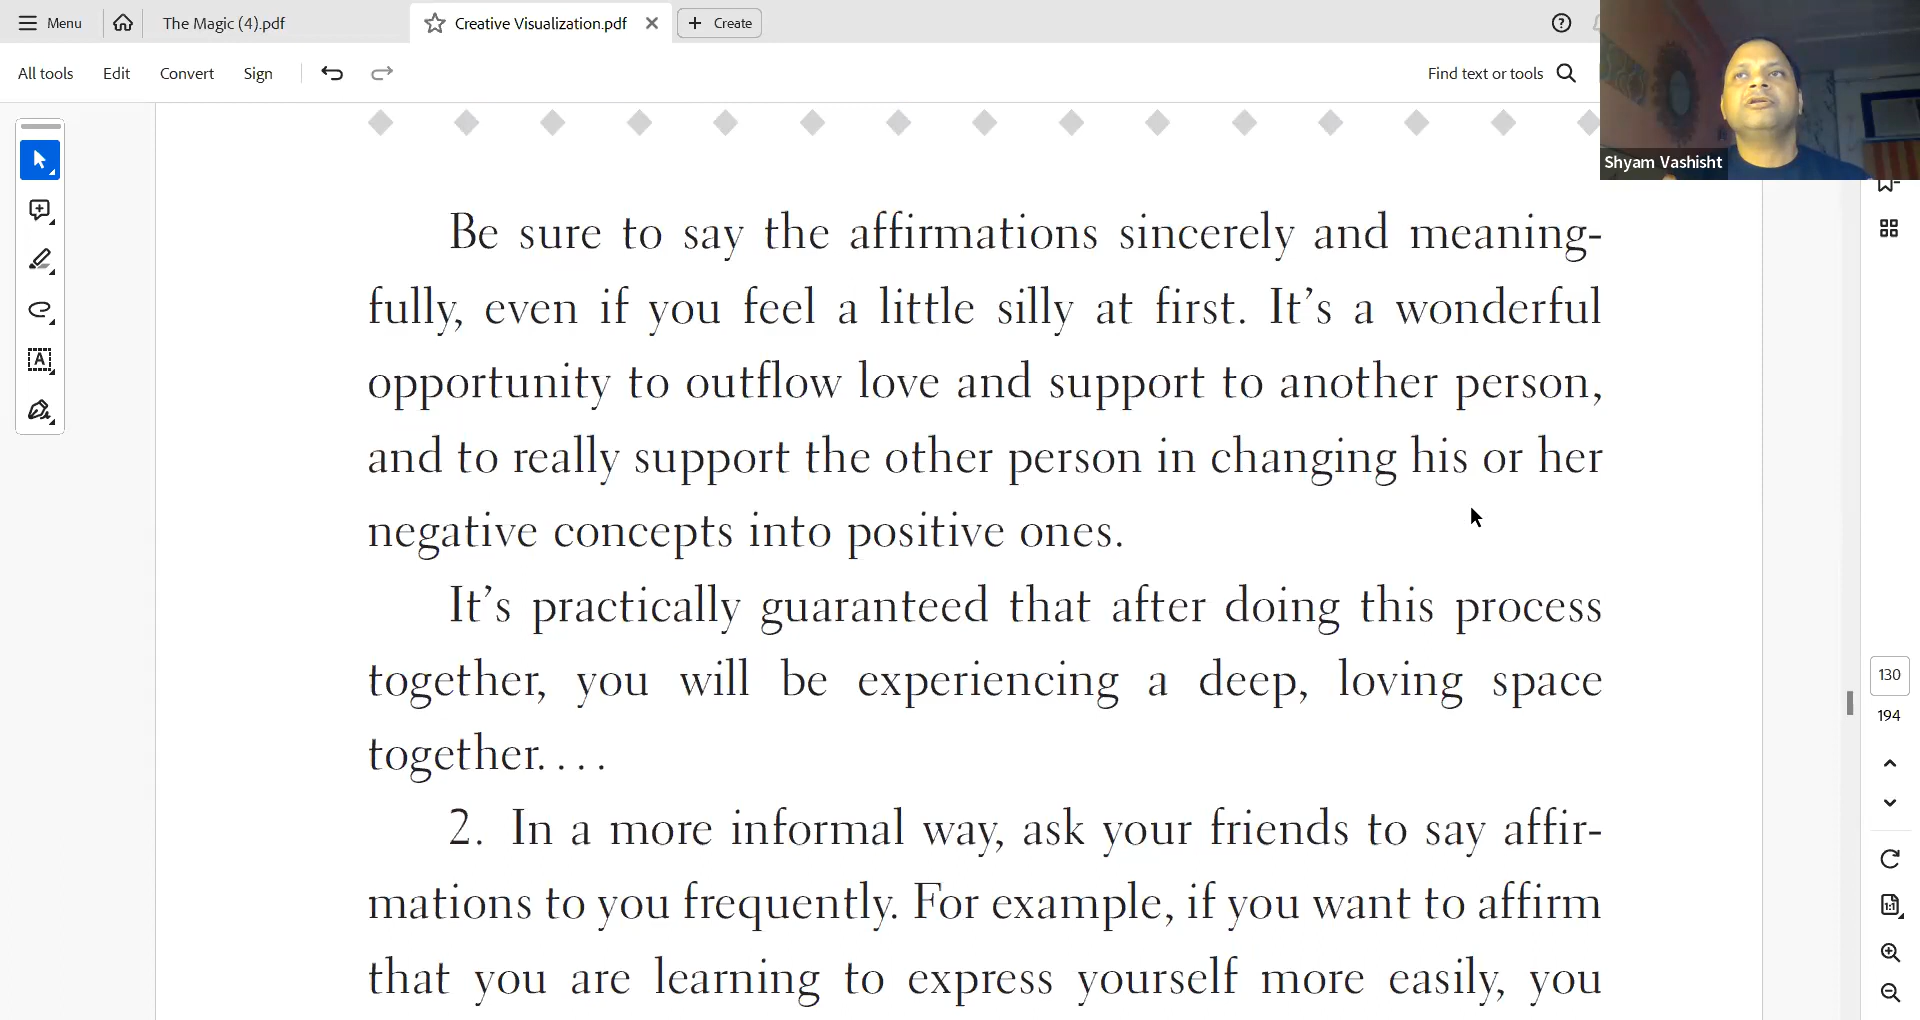 Menu
The Magic (4).pdf
Creative Visualization.pdf
Create
All tools
Edit
Convert
Sign
Find text or tools
Shyam Vashisht
Be sure to say the affirmations sincerely and meaning-
fully, even if you feel a little silly at first. It’s a wonderful
opportunity to outflow love and support to another person,
and to really support the other person in changing his or her
negative concepts into positive ones.
It’s practically guaranteed that after doing this process
together, you will be experiencing a deep, loving space
together. . . .
2. In a more informal way, ask your friends to say affir-
mations to you frequently. For example, if you want to affirm
that you are learning to express yourself more easily, you
130
194
1:1